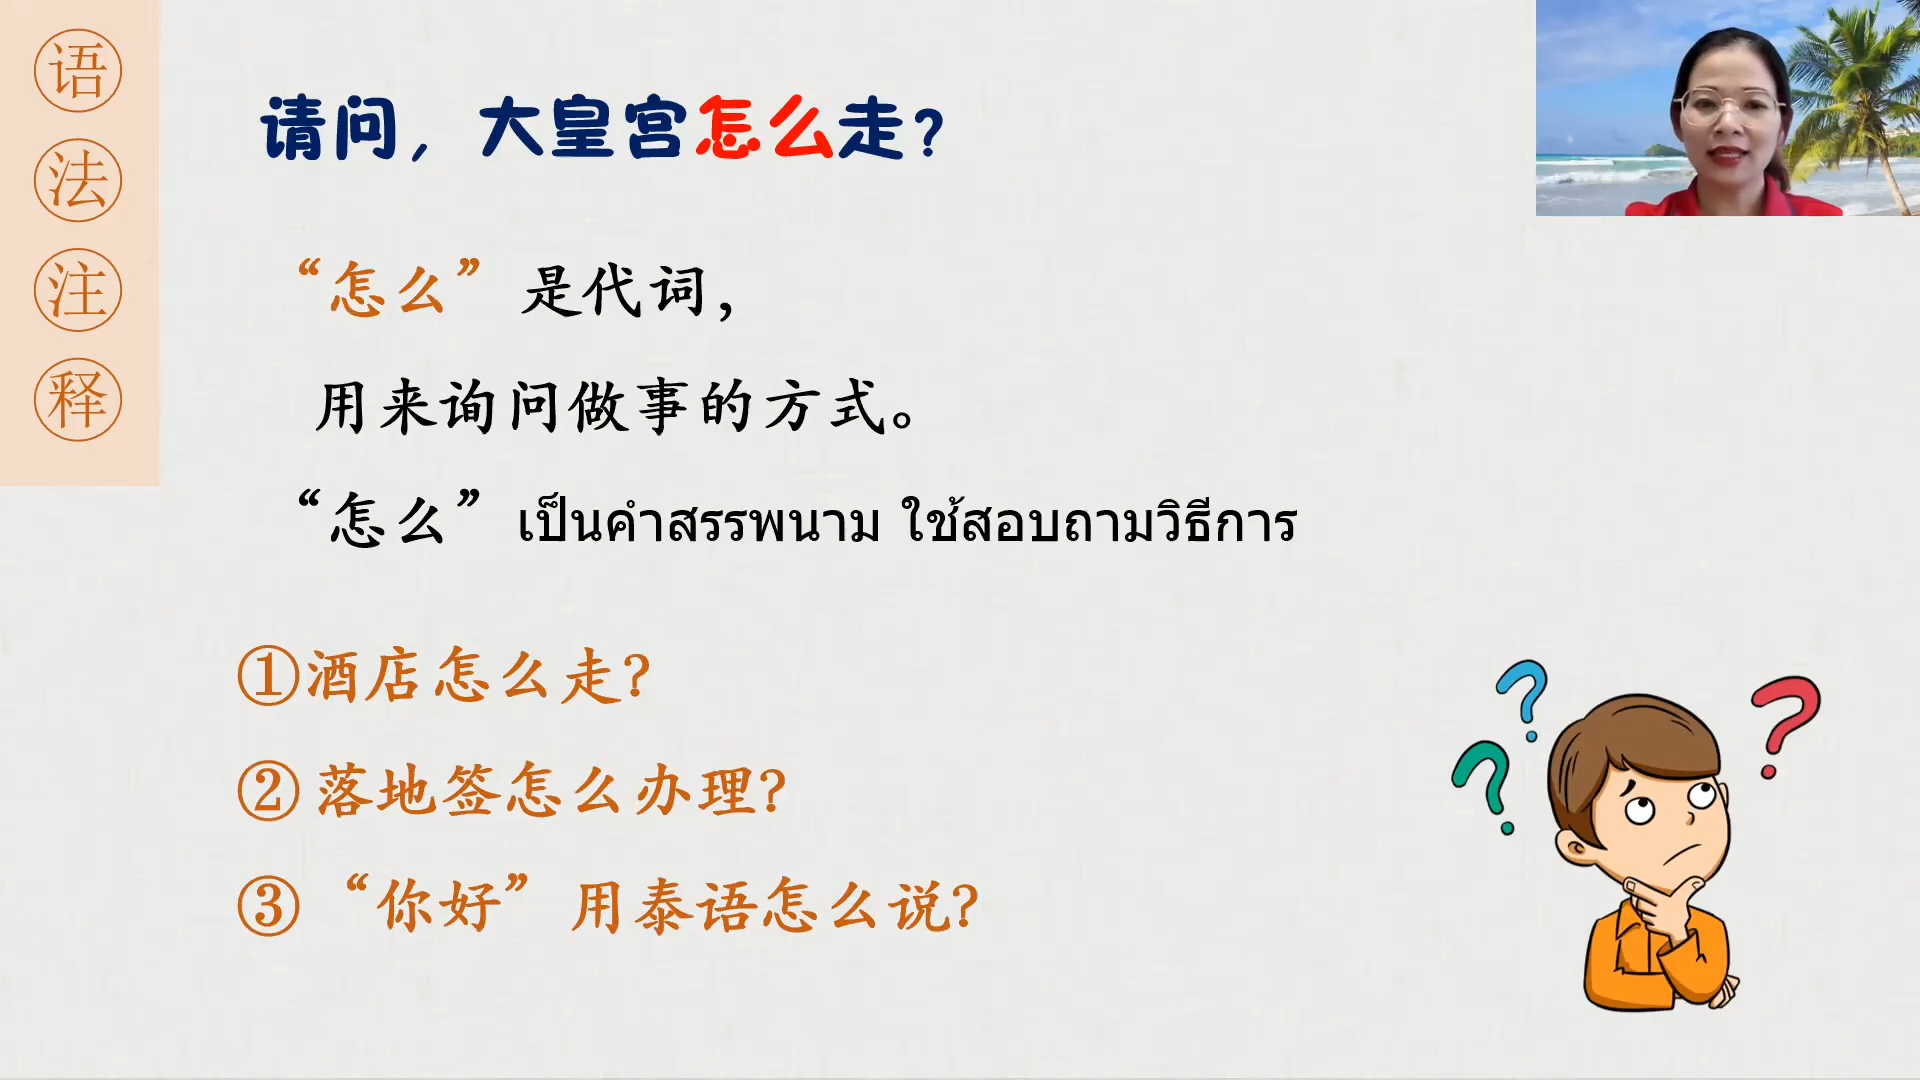 语法注释
请问，大皇宫怎么走？
“怎么”是代词，
用来询问做事的方式。
“怎么”เป็นคำสรรพนาม ใช้สอบถามวิธีการ
①酒店怎么走？
②落地签怎么办理？
③“你好”用泰语怎么说？